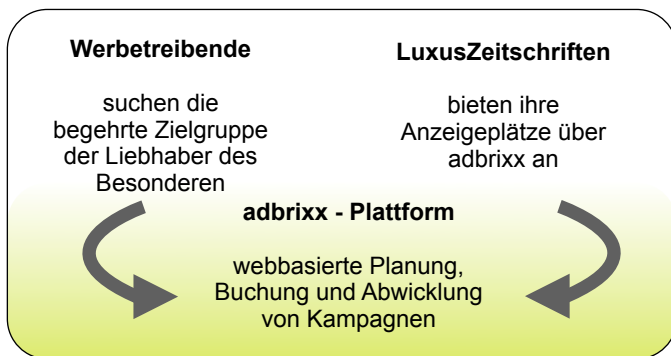 Werbetreibende
suchen die
begehrte Zielgruppe
der Liebhaber des
Besonderen
LuxusZeitschriften
bieten ihre
Anzeigeplätze über
adbrixx an
adbrixx - Plattform
webbasierte Planung,
Buchung und Abwicklung
von Kampagnen